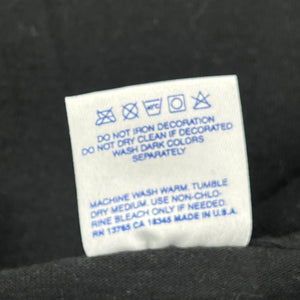 40°C
DO NOT IRON DECORATION
DO NOT DRY CLEAN IF DECORATED
WASH DARK COLORS
SEPARATELY
MACHINE WASH WARM, TUMBLE
DRY MEDIUM. USE NON-CHLO-
RINE BLEACH ONLY IF NEEDED.
RN 13765 CA 18345 MADE IN U.S.A.